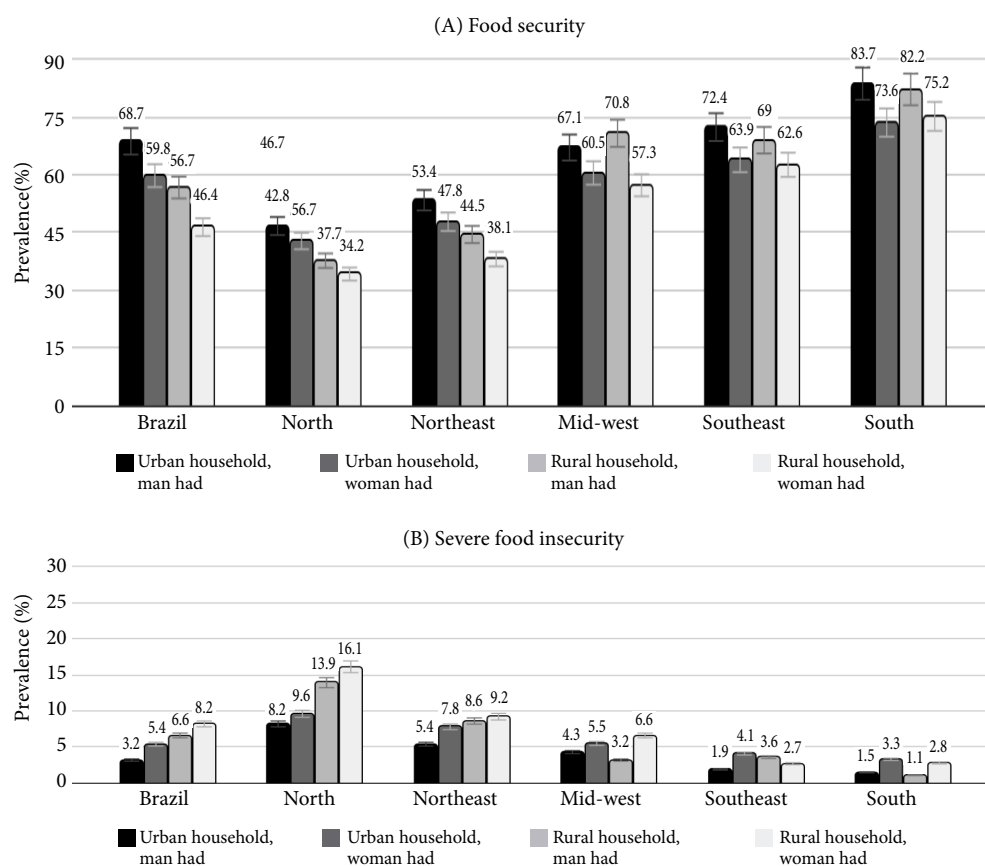 (A) Food security
Prevalence(%)
90
75
60
45
30
15
0
68.7
59.8
56.7
46.4
46.7
42.8
56.7
37.7
34.2
53.4
47.8
44.5
38.1
67.1
60.5
70.8
57.3
72.4
63.9
69
62.6
83.7
73.6
82.2
75.2
Brazil North Northeast Mid-west Southeast South
Urban household,
man had
Urban household,
woman had
Rural household,
man had
Rural household,
woman had
(B) Severe food insecurity
Prevalence (%)
30
25
20
15
10
5
0
3.2
5.4
6.6
8.2
8.2
9.6
13.9
16.1
5.4
7.8
8.6
9.2
4.3
5.5
3.2
6.6
1.9
4.1
3.6
2.7
1.5
3.3
1.1
2.8
Brazil North Northeast Mid-west Southeast South
Urban household,
man had
Urban household,
woman had
Rural household,
man had
Rural household,
woman had